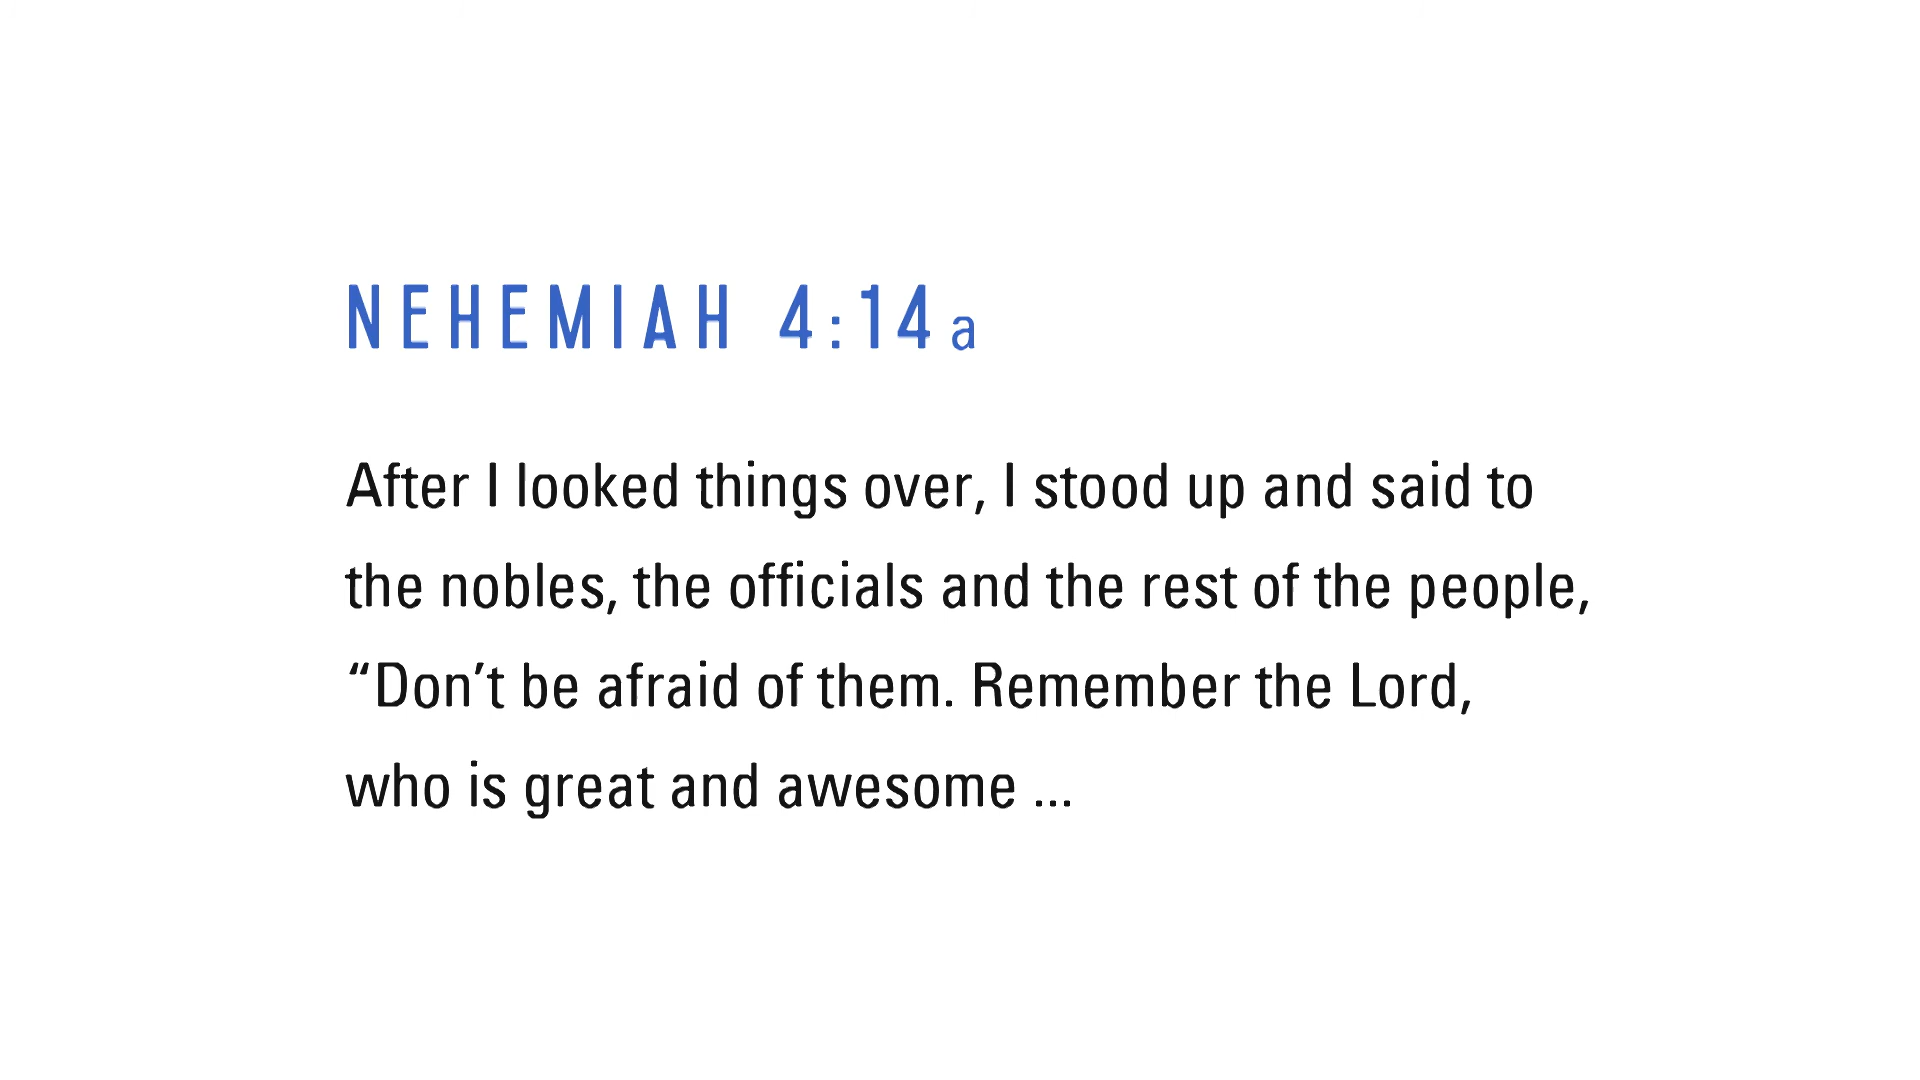 NEHEMIAH 4:14a
After I looked things over, I stood up and said to
the nobles, the officials and the rest of the people,
“Don’t be afraid of them. Remember the Lord,
who is great and awesome ...